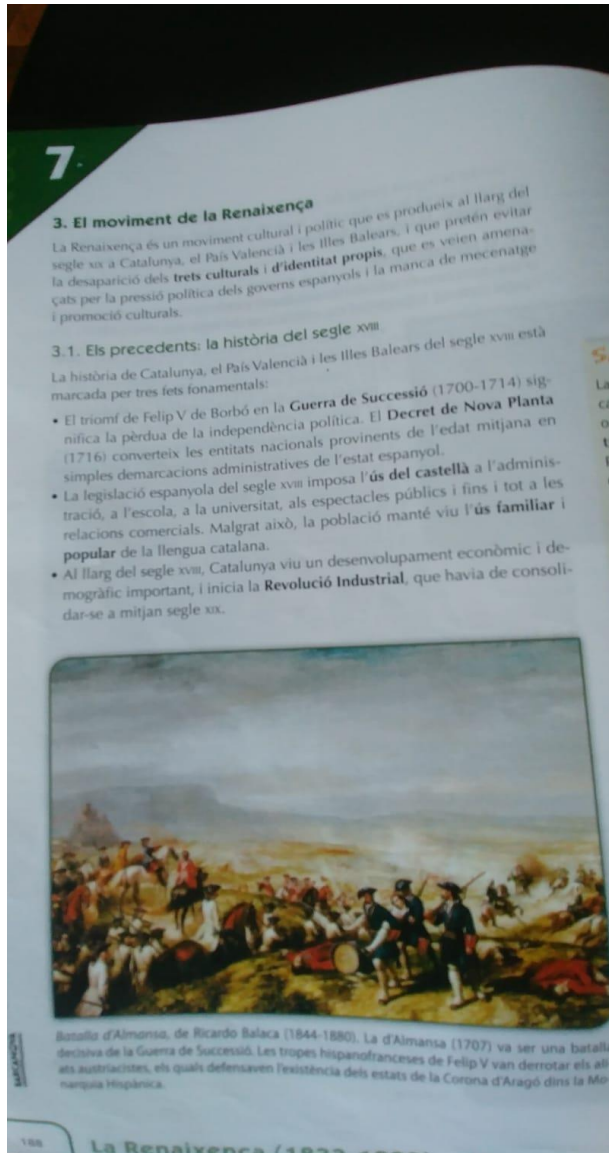 7
3. El moviment de la Renaixença
La Renaixença és un moviment cultural i polític que es produeix al llarg del
segle XIX a Catalunya, el País Valencià i les Illes Balears, i que pretén evitar
la desaparició dels trets culturals i d'identitat propis, que es veien amena-
çats per la pressió política dels governs espanyols i la manca de mecenatge
i promoció culturals.
3.1. Els precedents: la història del segle XVIII
La història de Catalunya, el País Valencià i les Illes Balears del segle XVIII està
marcada per tres fets fonamentals:
• El triomf de Felip V de Borbó en la Guerra de Successió (1700-1714) sig-
nifica la pèrdua de la independència política. El Decret de Nova Planta
(1716) converteix les entitats nacionals provinents de l'edat mitjana en
simples demarcacions administratives de l'estat espanyol.
• La legislació espanyola del segle XVIII imposa l'ús del castellà a l'adminis-
tració, a l'escola, a la universitat, als espectacles públics i fins i tot a les
relacions comercials. Malgrat això, la població manté viu l'ús familiar i
popular de la llengua catalana.
• Al llarg del segle XVIII, Catalunya viu un desenvolupament econòmic i de-
mogràfic important, i inicia la Revolució Industrial, que havia de consoli-
dar-se a mitjan segle XIX.
Batalla d'Almansa, de Ricardo Balaca (1844-1880). La d'Almansa (1707) va ser una batalla
decisiva de la Guerra de Successió. Les tropes hispanofranceses de Felip V van derrotar els ali
ats austriacistes, els quals defensaven l'existència dels estats de la Corona d'Aragó dins la Mo
narquia Hispànica.
BARCANOVA
168
La Renaixença
La